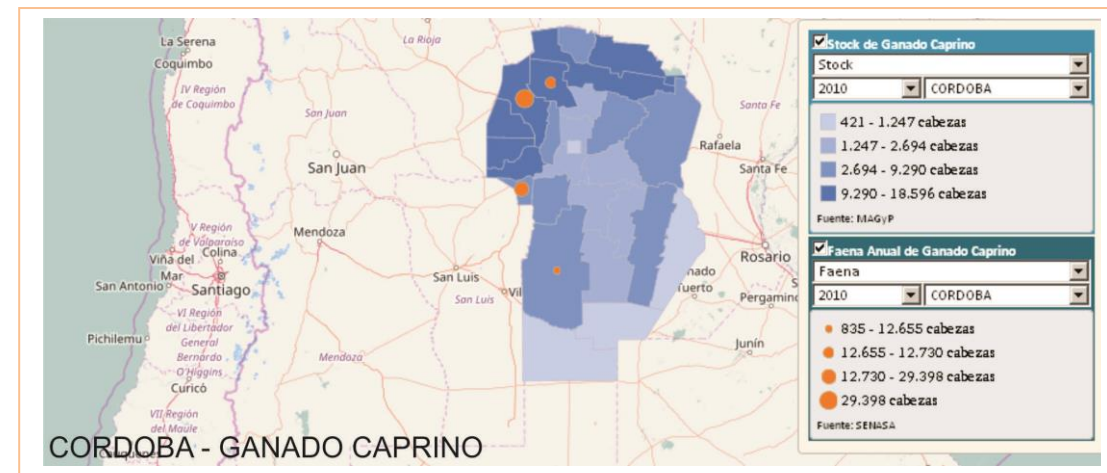 La Serena
Coquimbo
IV Región
de Coquimbo
La Rioja
San Juan
San Juan
Santa Fe
Rafaela
Santa Fe
Mendoza
V Región
de Valparaíso
Viña del
Mar
Colina
San Antonio
Santiago
San Luis
San Luis
Vil
Rosario
nado
uerto
Pergamino
VI Región
del Libertador
General
Bernardo
O'Higgins
Pichilemu
Mendoza
Junín
Curicó
VII Región
del Maule
CORDOBA - GANADO CAPRINO
Stock de Ganado Caprino
Stock
2010 CORDOBA
421 - 1.247 cabezas
1.247 - 2.694 cabezas
2.694 - 9.290 cabezas
9.290 - 18.596 cabezas
Fuente: MAGyP
Faena Anual de Ganado Caprino
Faena
2010 CORDOBA
835 - 12.655 cabezas
12.655 - 12.730 cabezas
12.730 - 29.398 cabezas
29.398 cabezas
Fuente: SENASA